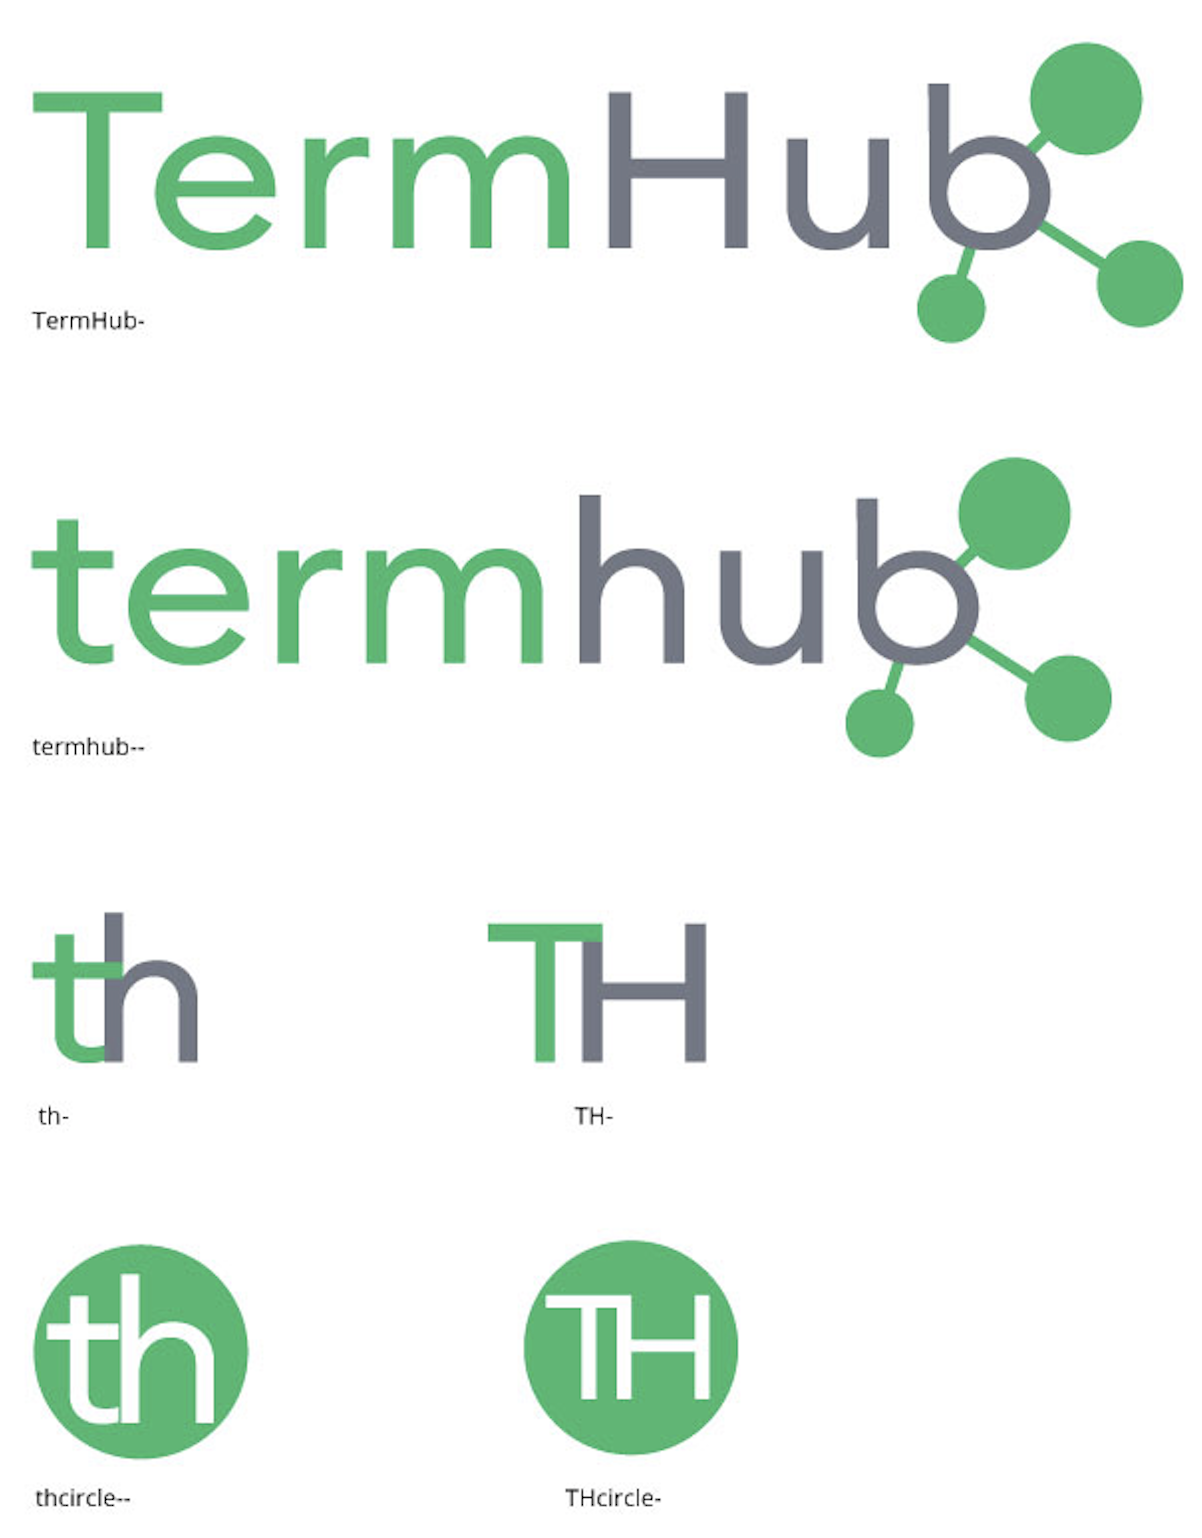 TermHub
TermHub-
termhub
termhub--
th TH
th- TH-
th TH
thcircle-- THcircle-